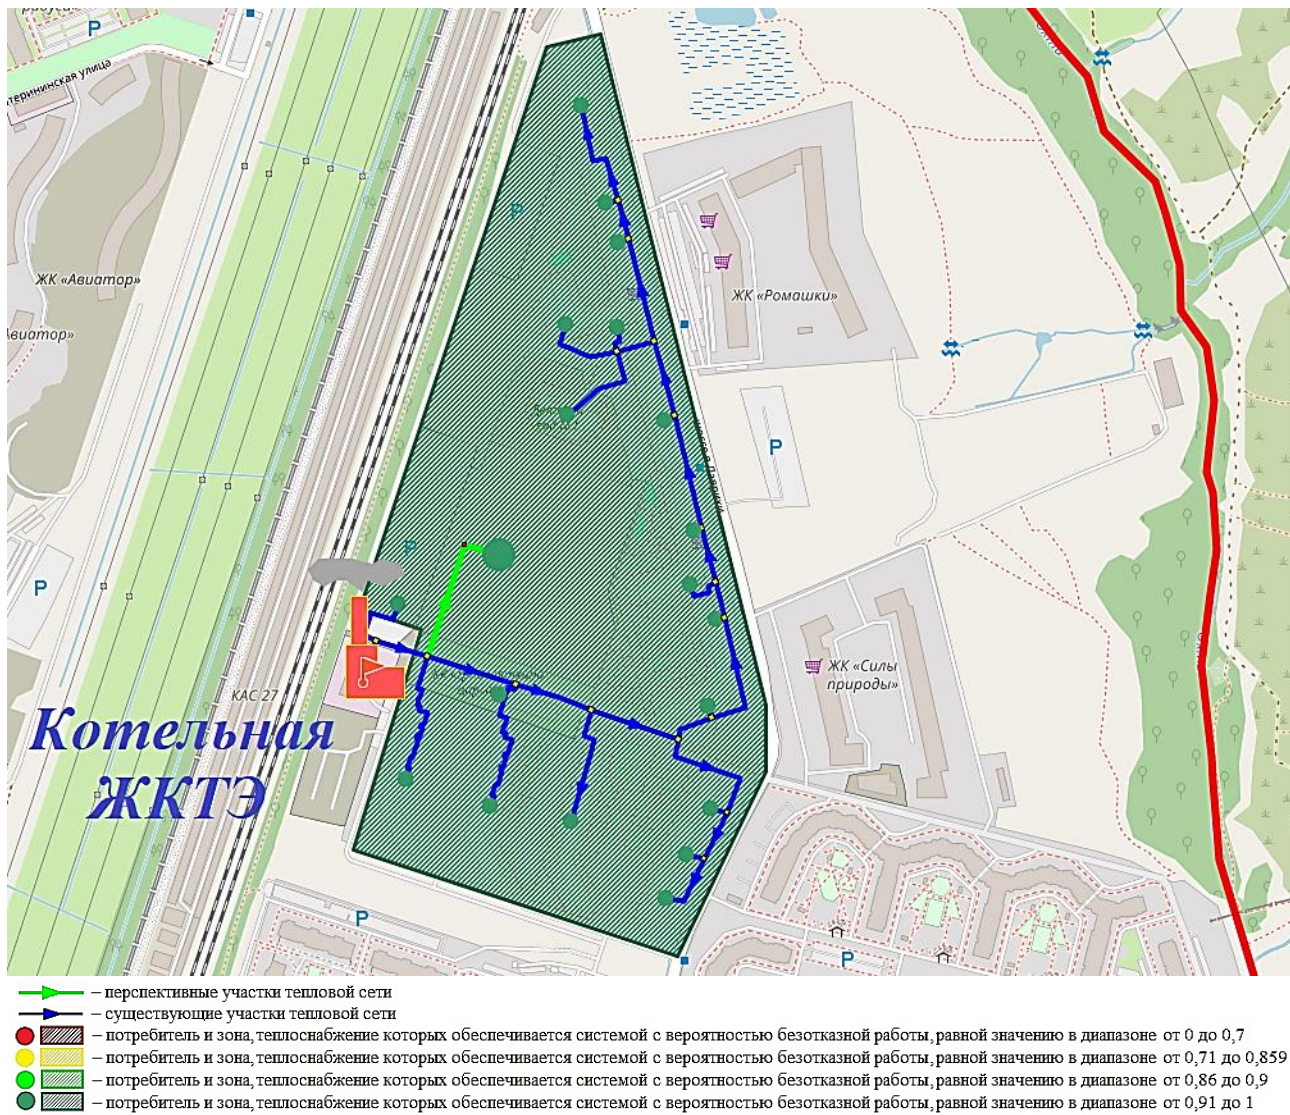 P
ЖК «Авиатор»
Авиатор»
ЖК «Ромашки»
P
P
P
P
ЖК «Силы
природы»
КАС 27
Котельная
ЖКТЭ
P
P
– перспективные участки тепловой сети
– существующие участки тепловой сети
– потребитель и зона, теплоснабжение которых обеспечивается системой с вероятностью безотказной работы, равной значению в диапазоне от 0 до 0,7
– потребитель и зона, теплоснабжение которых обеспечивается системой с вероятностью безотказной работы, равной значению в диапазоне от 0,71 до 0,859
– потребитель и зона, теплоснабжение которых обеспечивается системой с вероятностью безотказной работы, равной значению в диапазоне от 0,86 до 0,9
– потребитель и зона, теплоснабжение которых обеспечивается системой с вероятностью безотказной работы, равной значению в диапазоне от 0,91 до 1